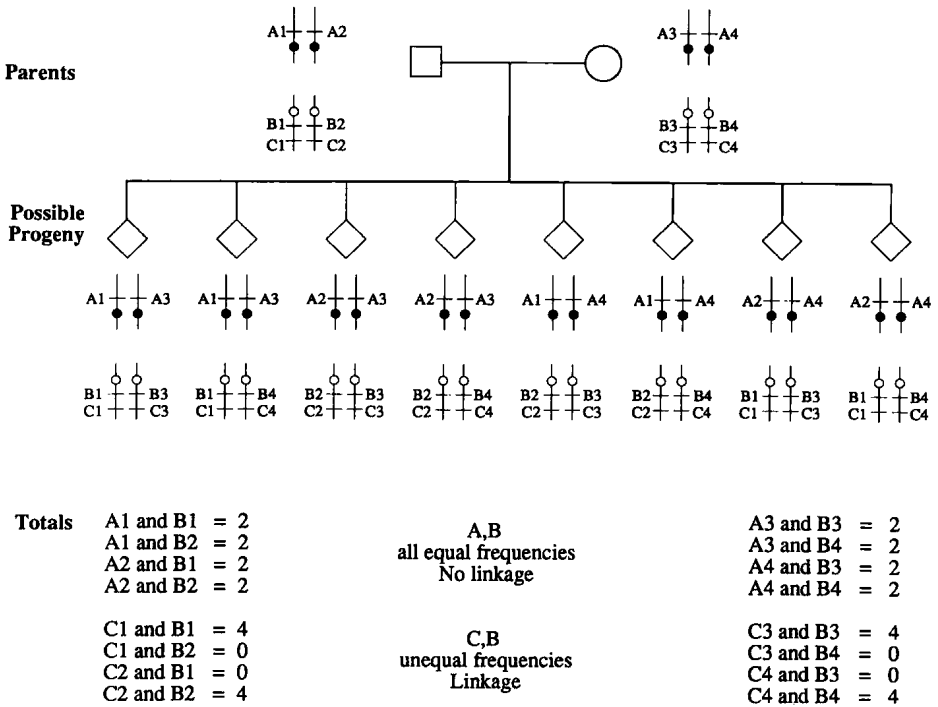 A1 A2 A3 A4
Parents
B1 B2 B3 B4
C1 C2 C3 C4
Possible
Progeny
A1 A3 A1 A3 A2 A3 A2 A3 A1 A4 A1 A4 A2 A4 A2 A4
B1 B3 B1 B4 B2 B3 B2 B4 B2 B3 B2 B4 B1 B3 B1 B4
C1 C3 C1 C4 C2 C3 C2 C4 C2 C3 C2 C4 C1 C3 C1 C4
Totals
A1 and B1 = 2
A1 and B2 = 2
A2 and B1 = 2
A2 and B2 = 2
A,B
all equal frequencies
No linkage
A3 and B3 = 2
A3 and B4 = 2
A4 and B3 = 2
A4 and B4 = 2
C1 and B1 = 4
C1 and B2 = 0
C2 and B1 = 0
C2 and B2 = 4
C,B
unequal frequencies
Linkage
C3 and B3 = 4
C3 and B4 = 0
C4 and B3 = 0
C4 and B4 = 4